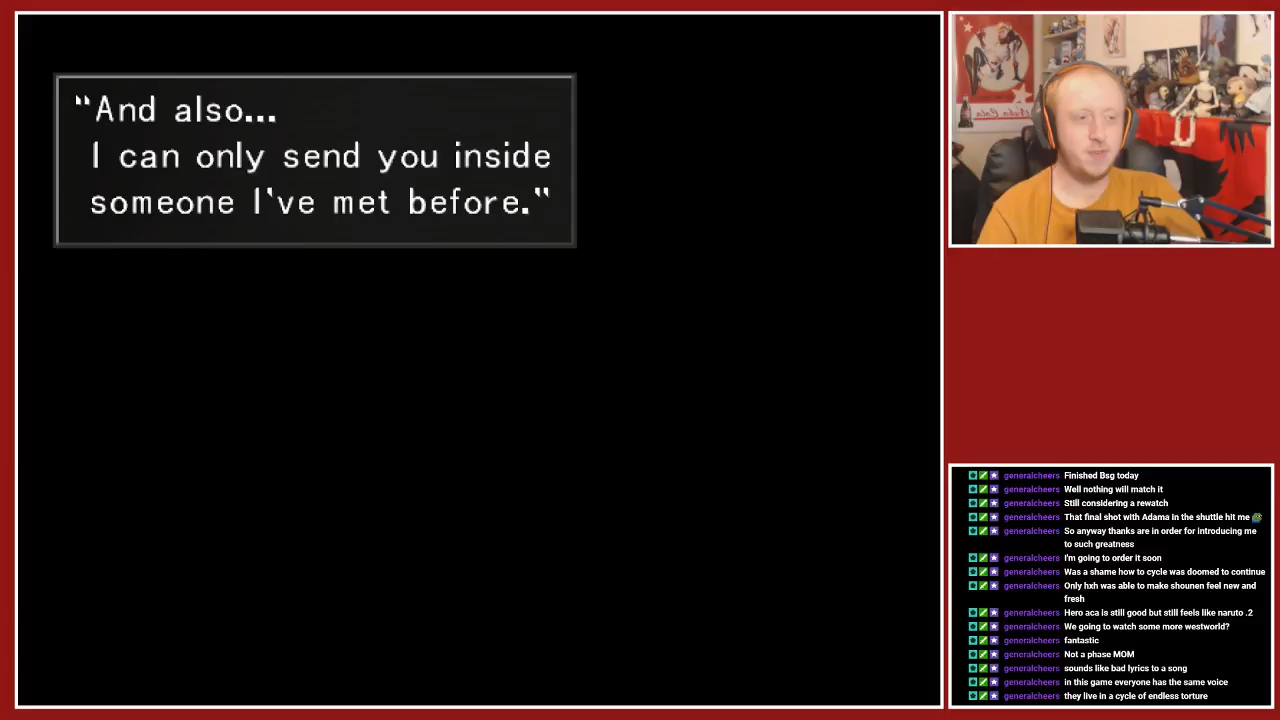 “And also...
I can only send you inside
someone I've met before.”
generalcheers Finished Bsg today
generalcheers Well nothing will match it
generalcheers Still considering a rewatch
generalcheers That final shot with Adama in the shuttle hit me
generalcheers So anyway thanks are in order for introducing me
to such greatness
generalcheers I'm going to order it soon
generalcheers Was a shame how to cycle was doomed to continue
generalcheers Only hxh was able to make shounen feel new and
fresh
generalcheers Hero aca is still good but still feels like naruto .2
generalcheers We going to watch some more westworld?
generalcheers fantastic
generalcheers Not a phase MOM
generalcheers sounds like bad lyrics to a song
generalcheers in this game everyone has the same voice
generalcheers they live in a cycle of endless torture